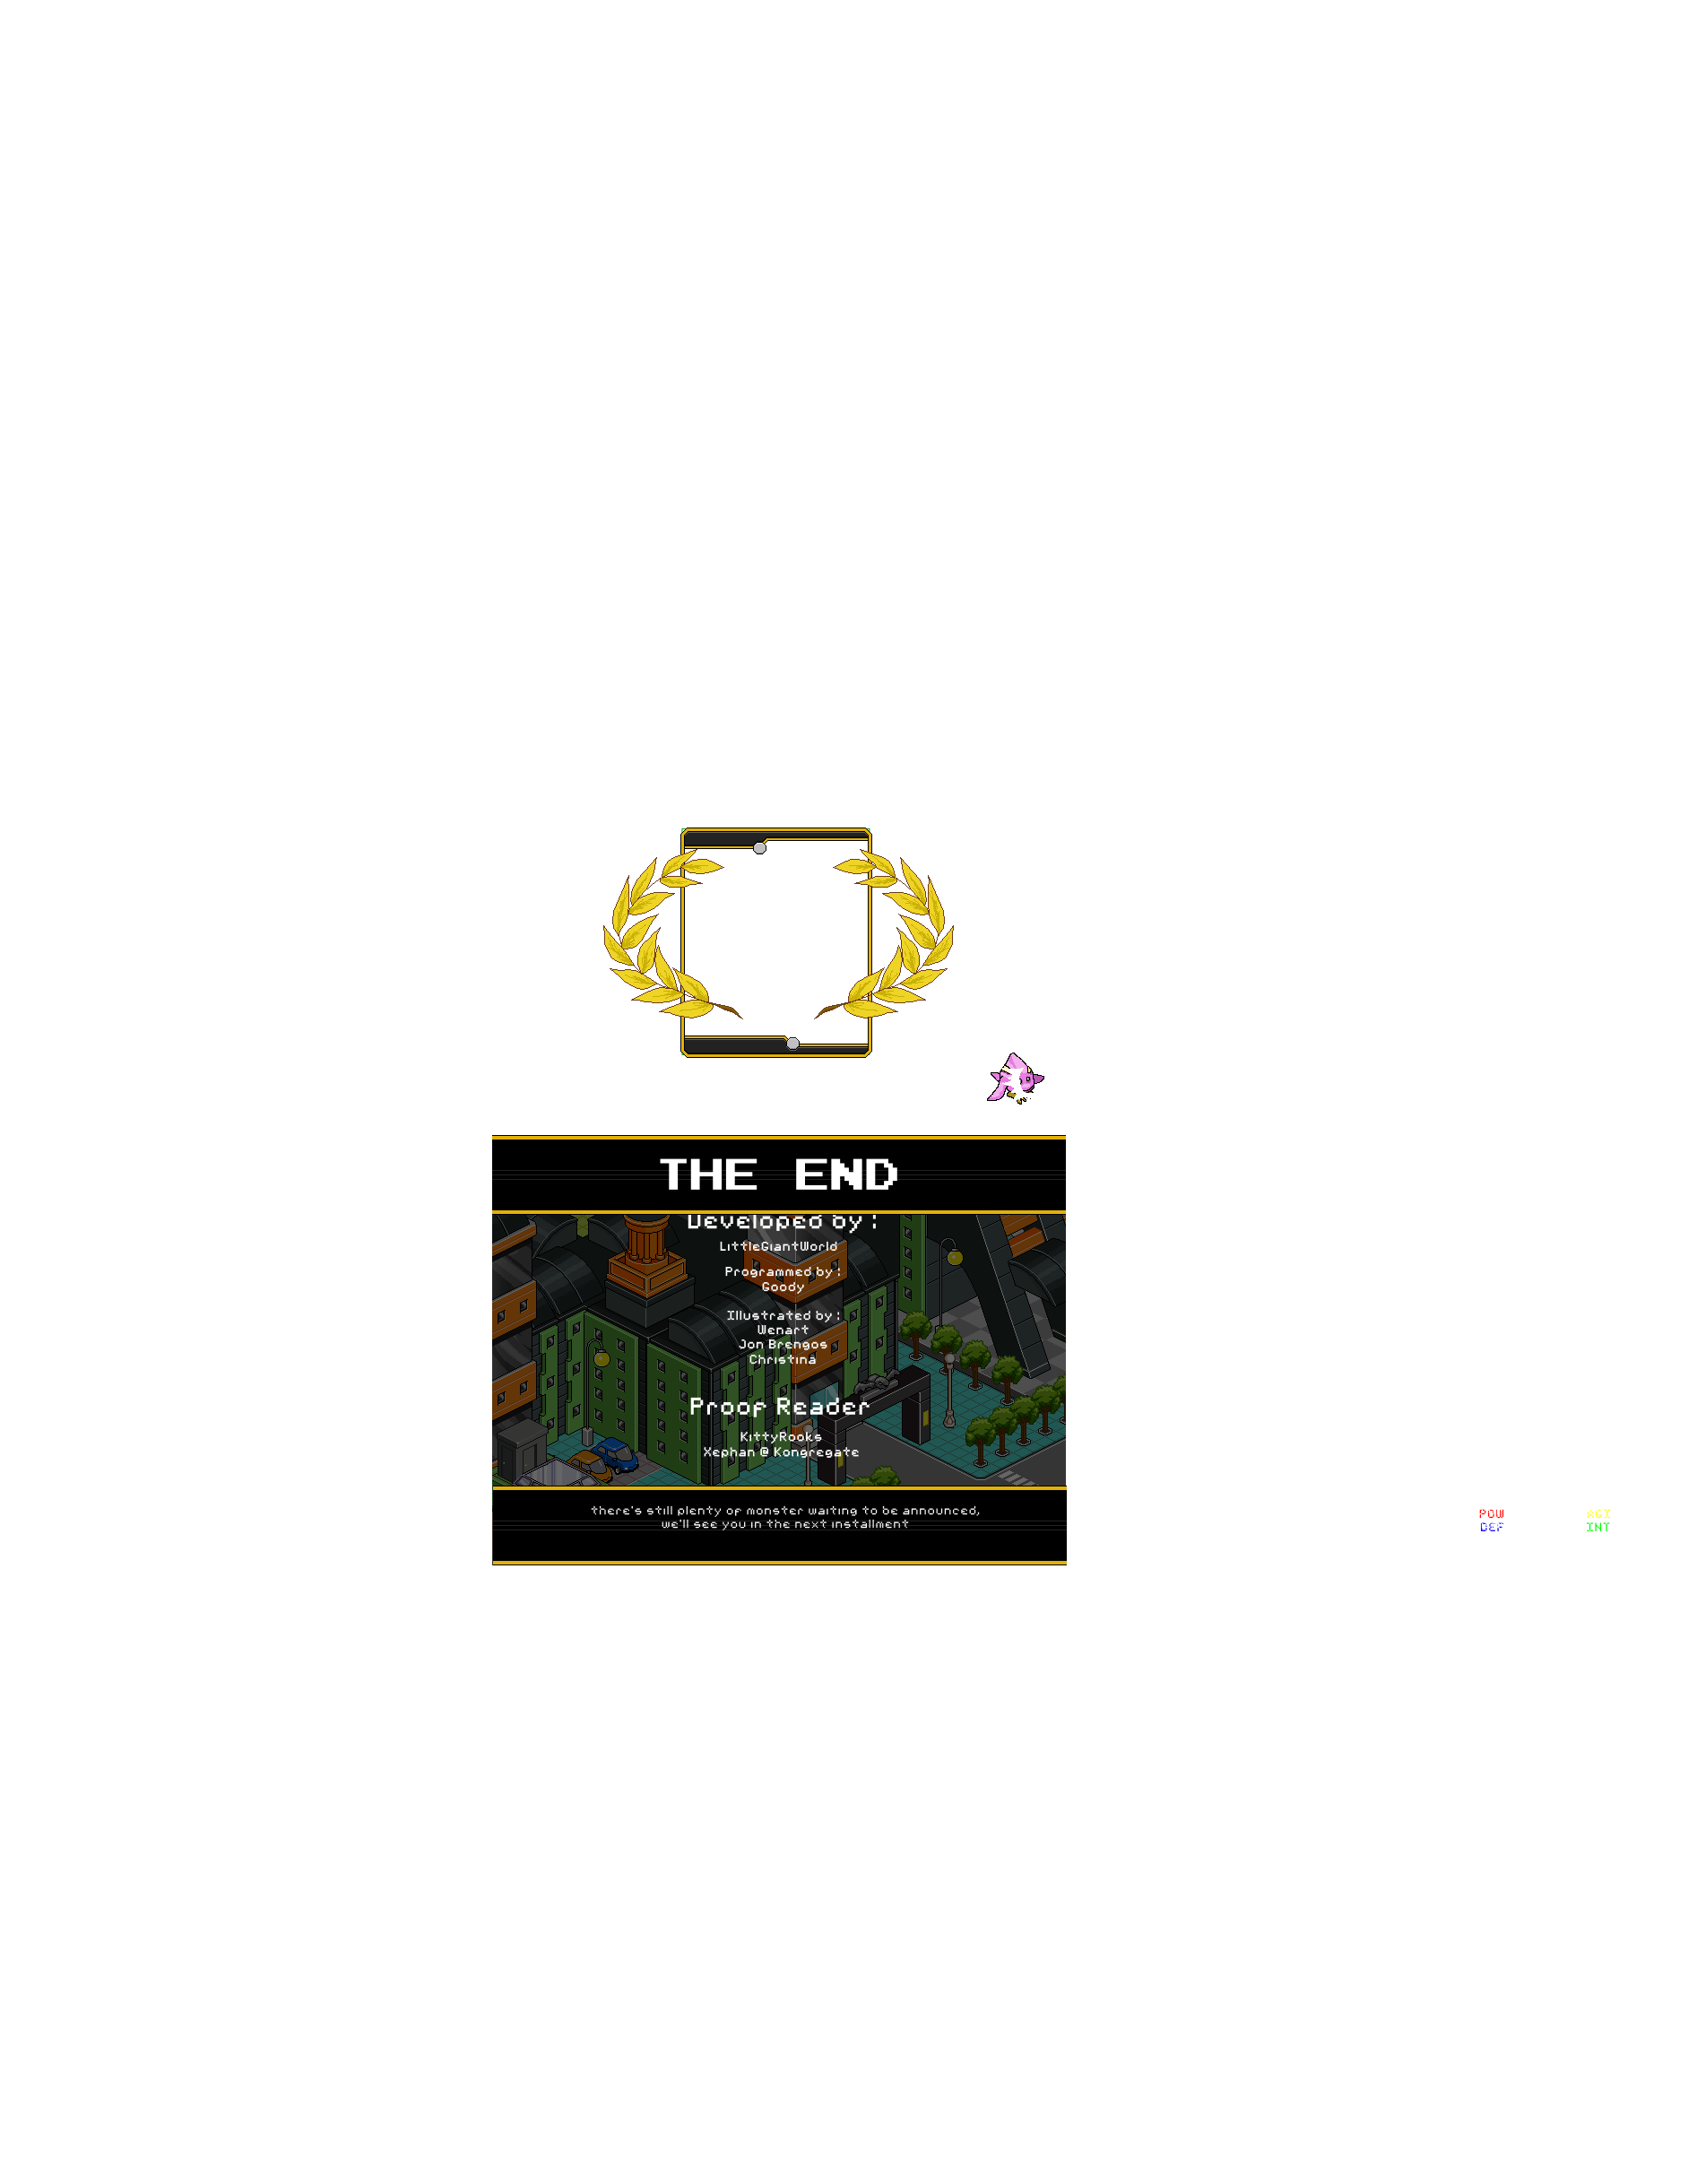 THE END
Developed by :
LittleGiantWorld
Programmed by :
Goody
Illustrated by :
Wenart
Jon Brengos
Christina
Proof Reader
KittyRooks
Xephan @ Kongregate
there's still plenty of monster waiting to be announced,
we'll see you in the next installment
POW AGI
DEF INT